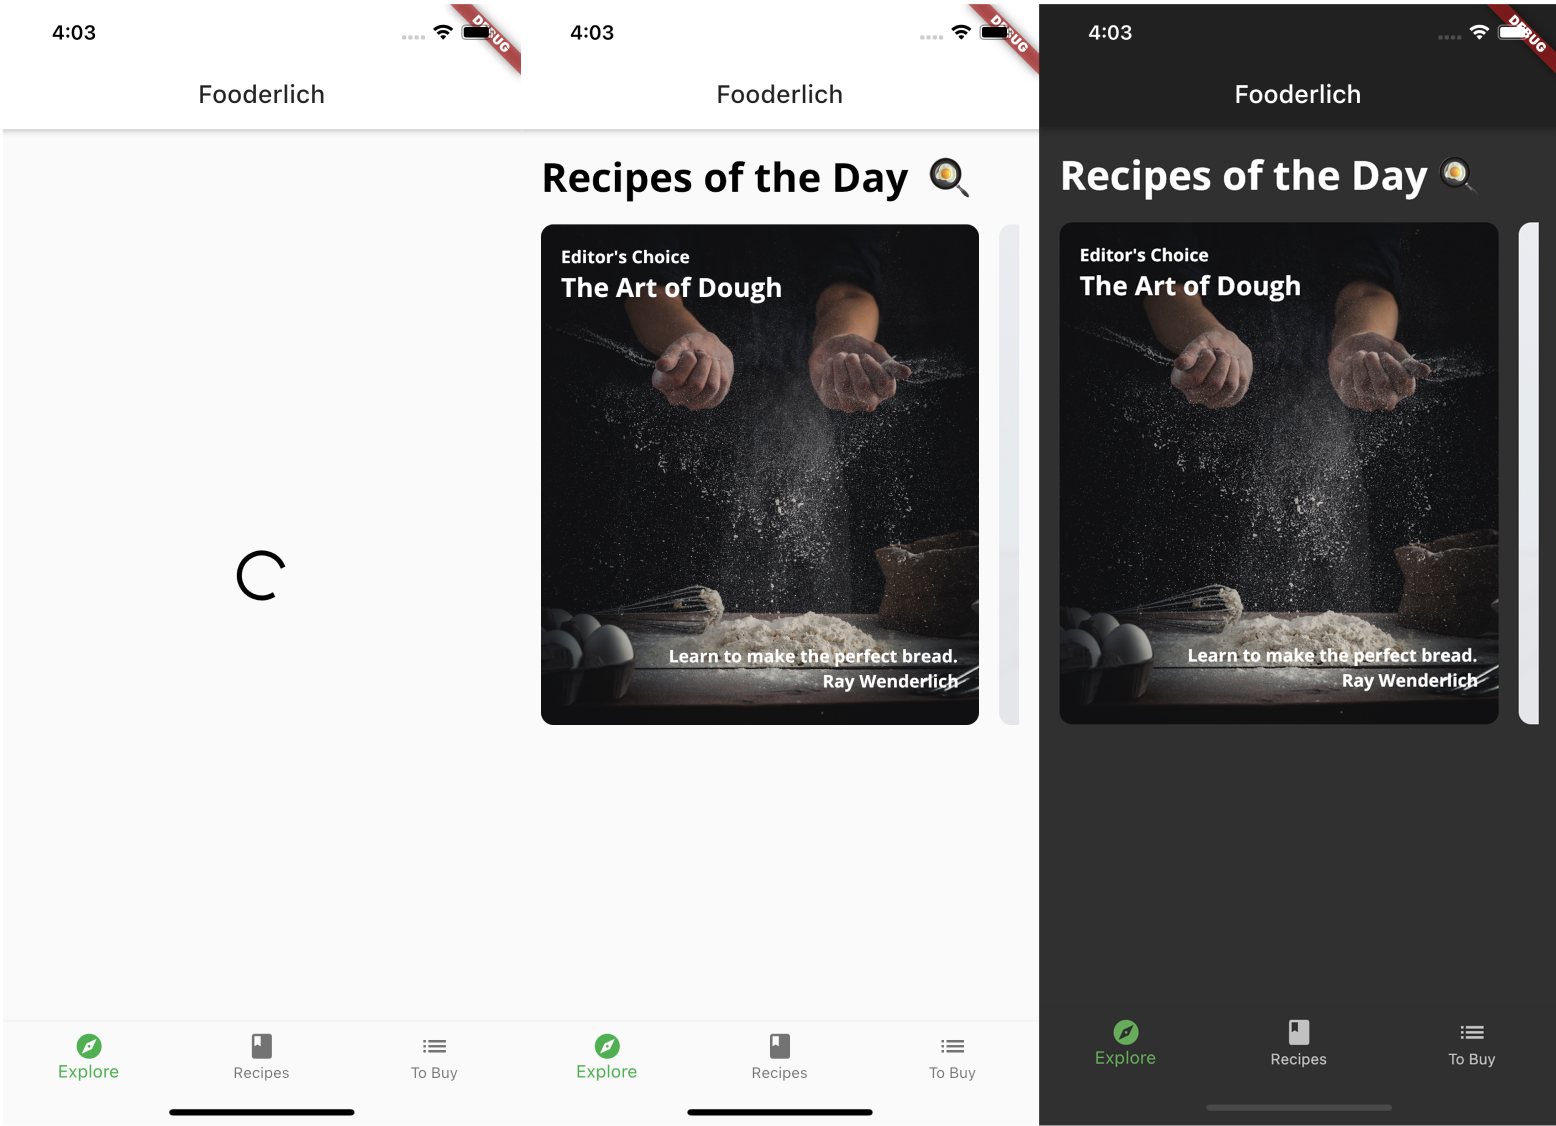 4:03
DEBUG
Fooderlich
Explore
Recipes
To Buy
4:03
DEBUG
Fooderlich
Recipes of the Day 🍳
Editor's Choice
The Art of Dough
Learn to make the perfect bread.
Ray Wenderlich
Explore
Recipes
To Buy
4:03
DEBUG
Fooderlich
Recipes of the Day 🍳
Editor's Choice
The Art of Dough
Learn to make the perfect bread.
Ray Wenderlich
Explore
Recipes
To Buy